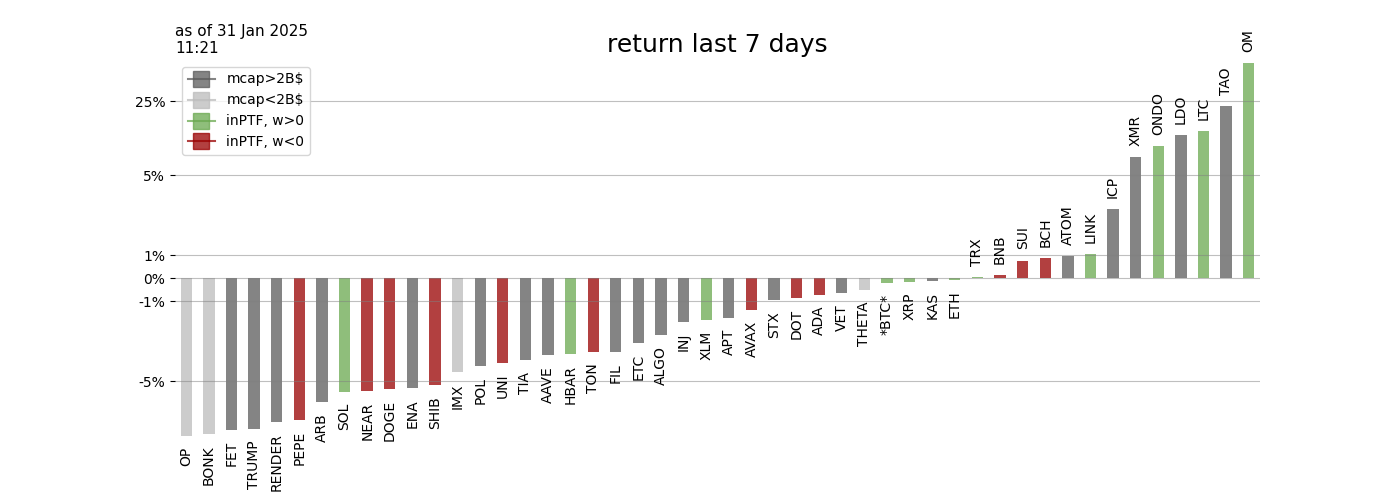 as of 31 Jan 2025
11:21
return last 7 days
mcap>2B$
mcap<2B$
inPTF, w>0
inPTF, w<0
25%
5%
1%
0%
-1%
-5%
OP
BONK
FET
TRUMP
RENDER
PEPE
ARB
SOL
NEAR
DOGE
ENA
SHIB
IMX
POL
UNI
TIA
AAVE
HBAR
TON
FIL
ETC
ALGO
INJ
XLM
APT
AVAX
STX
DOT
ADA
VET
THETA
*BTC*
XRP
KAS
ETH
TRX
BNB
SUI
BCH
ATOM
LINK
ICP
XMR
ONDO
LDO
LTC
TAO
OM